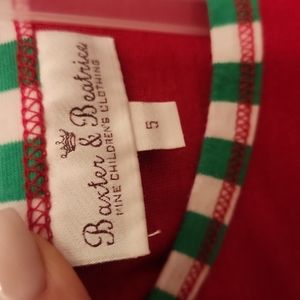 Baxter & Beatrice
FINE CHILDREN'S CLOTHING
5